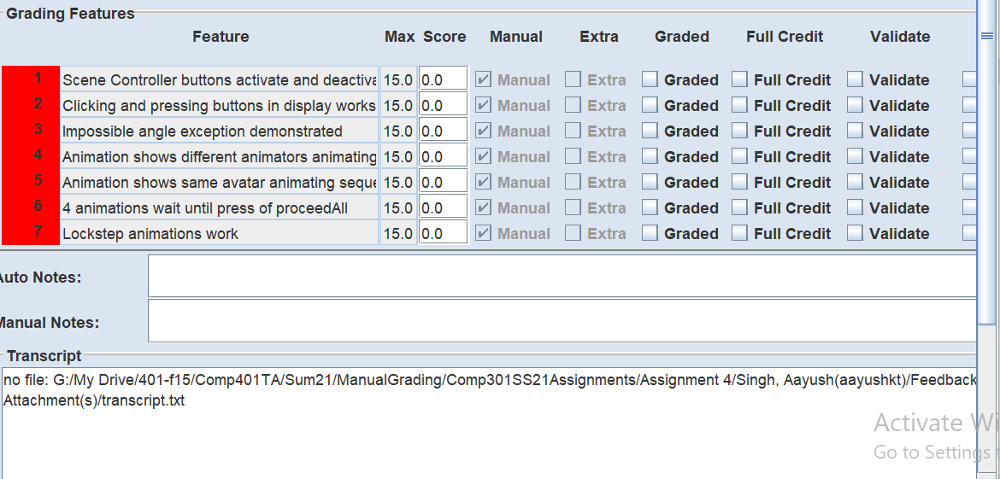 Grading Features
Feature Max Score Manual Extra Graded Full Credit Validate
1 Scene Controller buttons activate and deactiva 15.0 0.0 Manual Extra Graded Full Credit Validate
2 Clicking and pressing buttons in display works 15.0 0.0 Manual Extra Graded Full Credit Validate
3 Impossible angle exception demonstrated 15.0 0.0 Manual Extra Graded Full Credit Validate
4 Animation shows different animators animating 15.0 0.0 Manual Extra Graded Full Credit Validate
5 Animation shows same avatar animating seque 15.0 0.0 Manual Extra Graded Full Credit Validate
6 4 animations wait until press of proceedAll 15.0 0.0 Manual Extra Graded Full Credit Validate
7 Lockstep animations work 15.0 0.0 Manual Extra Graded Full Credit Validate
Auto Notes:
Manual Notes:
Transcript
no file: G:/My Drive/401-f15/Comp401TA/Sum21/ManualGrading/Comp301SS21Assignments/Assignment 4/Singh, Aayush(aayushkt)/Feedback
Attachment(s)/transcript.txt
Activate Wi
Go to Settings t